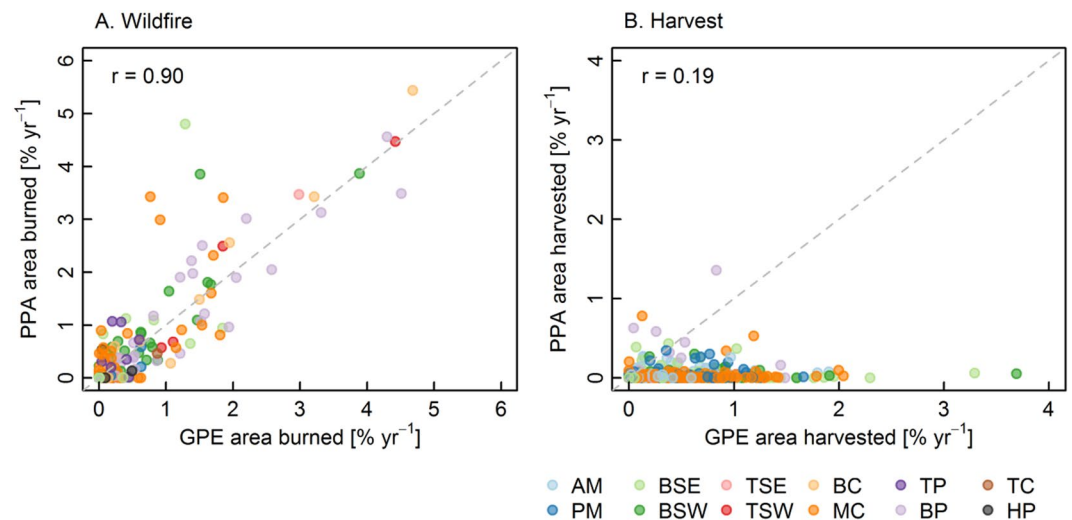 A. Wildfire
B. Harvest
r = 0.90
PPA area burned [% yr⁻¹]
6
5
4
3
2
1
0
0 1 2 3 4 5 6
GPE area burned [% yr⁻¹]
r = 0.19
PPA area harvested [% yr⁻¹]
4
3
2
1
0
0 1 2 3 4
GPE area harvested [% yr⁻¹]
AM BSE TSE BC TP TC
PM BSW TSW MC BP HP